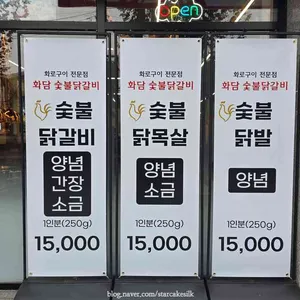 open
화로구이 전문점
화담 숯불닭갈비
숯불
닭갈비
양념
간장
소금
1인분(250g)
15,000
화로구이 전문점
화담 숯불닭갈비
숯불
닭목살
양념
소금
1인분(250g)
15,000
화로구이 전문점
화담 숯불닭갈비
숯불
닭발
양념
1인분(250g)
15,000
blog.naver.com/starcakesilk